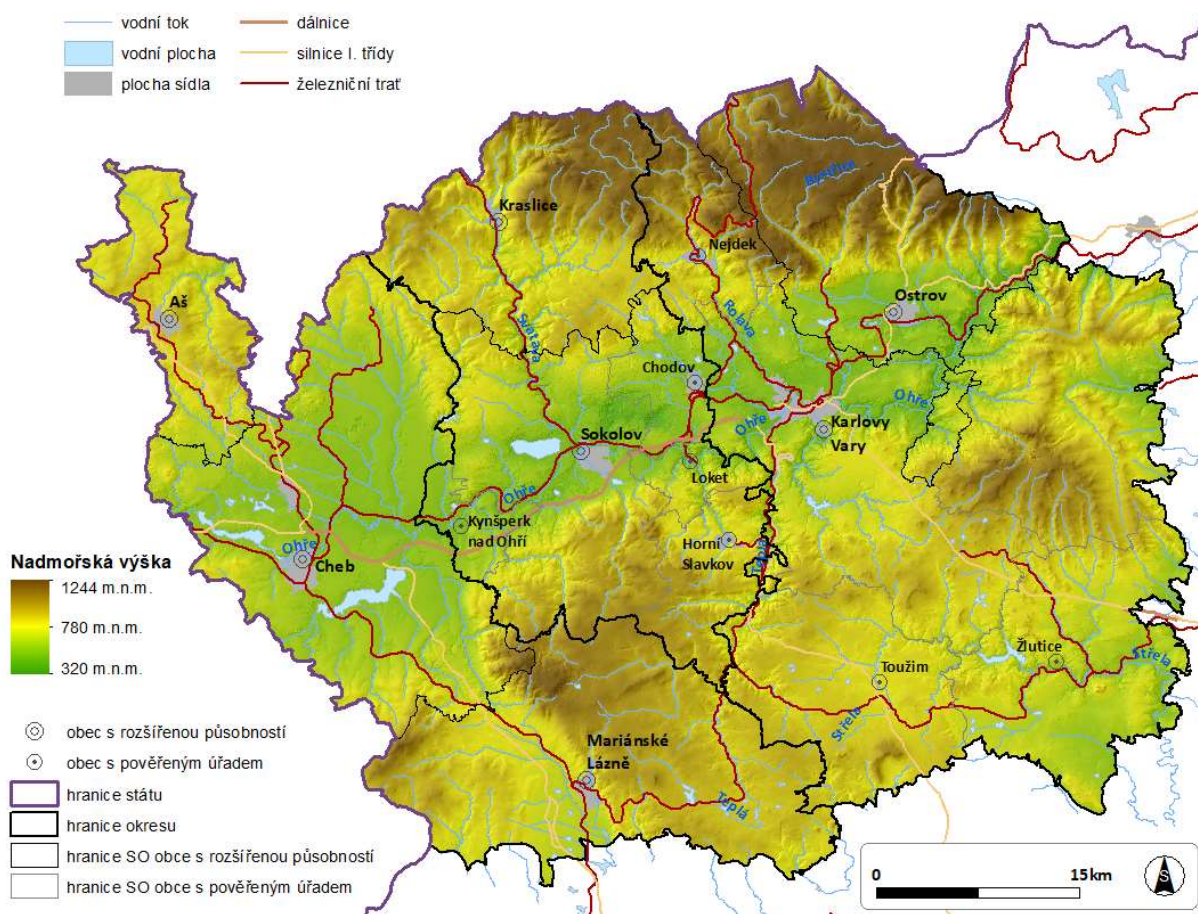 vodní tok
vodní plocha
plocha sídla
dálnice
silnice I. třídy
železniční trať
Bystřice
Kraslice
Nejdek
Aš
Ostrov
Rolava
Svatava
Chodov
Ohře
Ohře
Karlovy
Vary
Sokolov
Loket
Ohře
Kynšperk
nad Ohří
Horní
Slavkov
Teplá
Ohře
Cheb
Nadmořská výška
1244 m.n.m.
780 m.n.m.
320 m.n.m.
Žlutice
Střela
Toužim
Střela
obec s rozšířenou působností
obec s pověřeným úřadem
hranice státu
hranice okresu
hranice SO obce s rozšířenou působností
hranice SO obce s pověřeným úřadem
Mariánské
Lázně
Teplá
0
15km
S